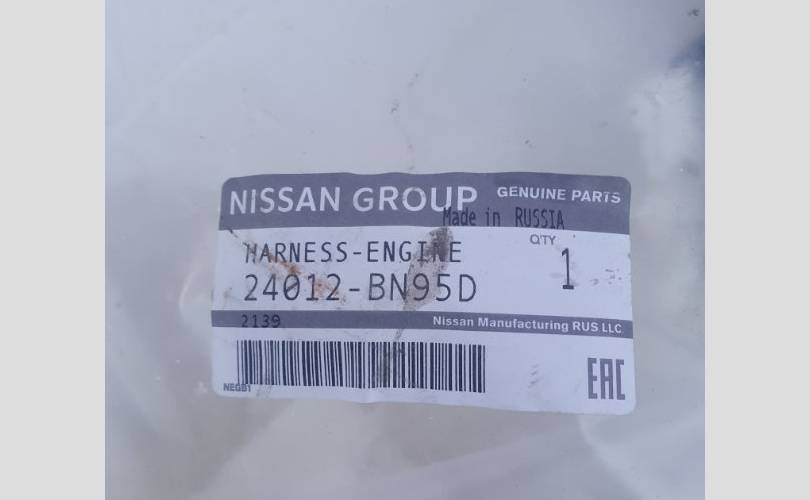 NISSAN GROUP GENUINE PARTS
Made in RUSSIA
HARNESS-ENGINE QTY
24012-BN95D 1
2139 Nissan Manufacturing RUS LLC
NEGB1 EAC